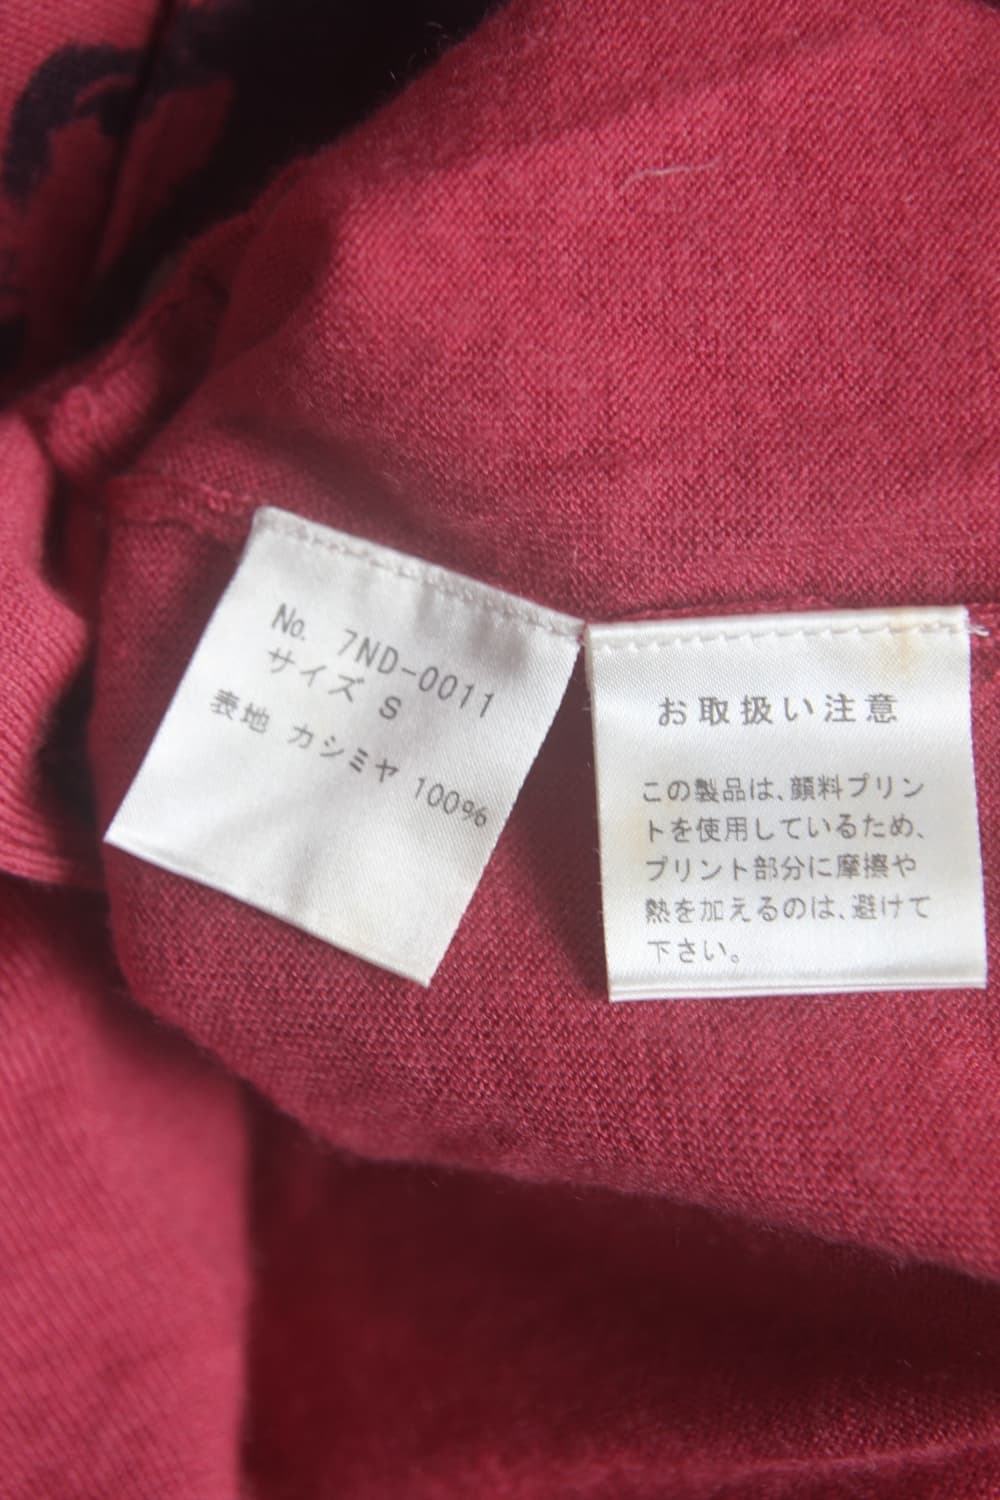 No. 7ND-0011
サイズ S
表地 カシミヤ 100%
お取扱い注意
この製品は、顔料プリン
トを使用しているため、
プリント部分に摩擦や
熱を加えるのは、避けて
下さい。